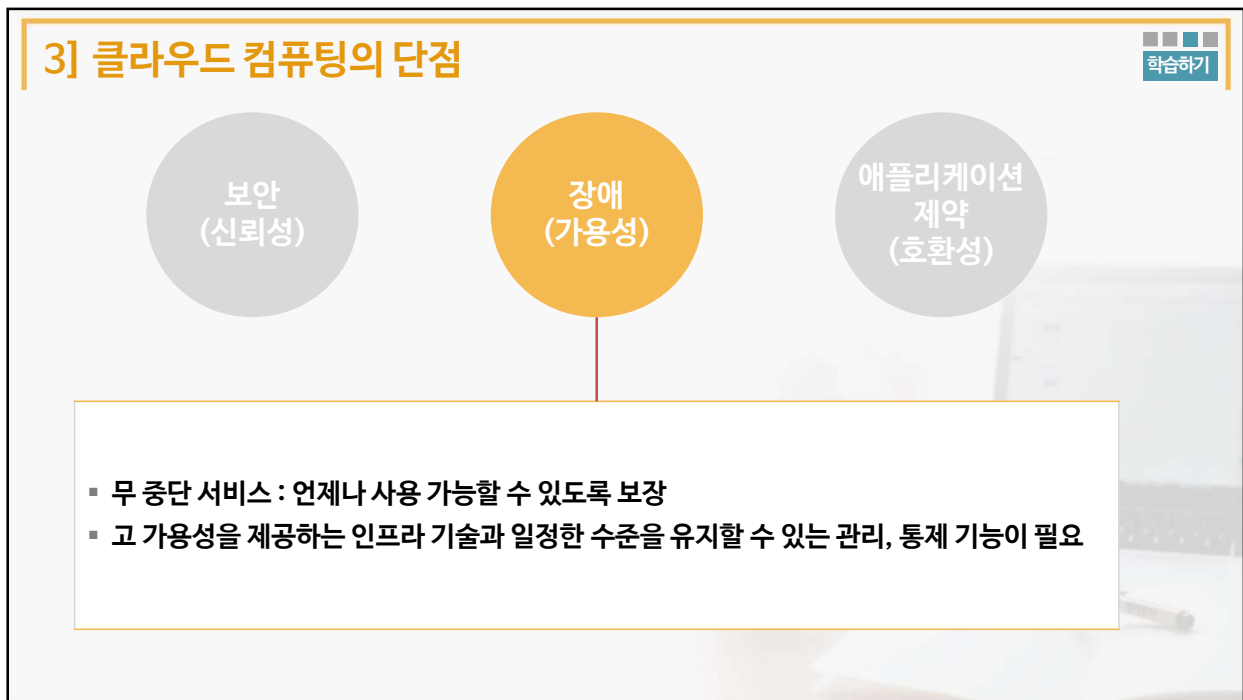 3] 클라우드 컴퓨팅의 단점
학습하기
보안
(신뢰성)
장애
(가용성)
애플리케이션
제약
(호환성)
▪ 무 중단 서비스 : 언제나 사용 가능할 수 있도록 보장
▪ 고 가용성을 제공하는 인프라 기술과 일정한 수준을 유지할 수 있는 관리, 통제 기능이 필요